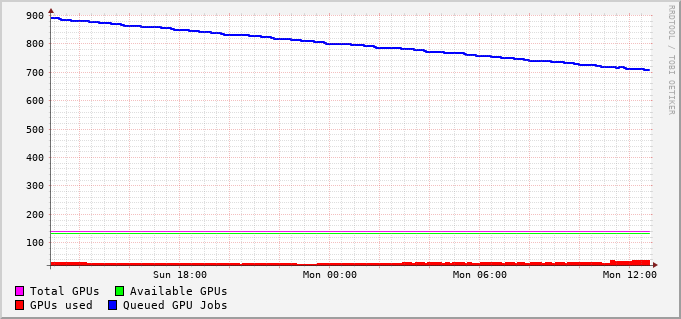 900
800
700
600
500
400
300
200
100
Sun 18:00 Mon 00:00 Mon 06:00 Mon 12:00
Total GPUs Available GPUs
GPUs used Queued GPU Jobs
RRDTOOL / TOBI OETIKER